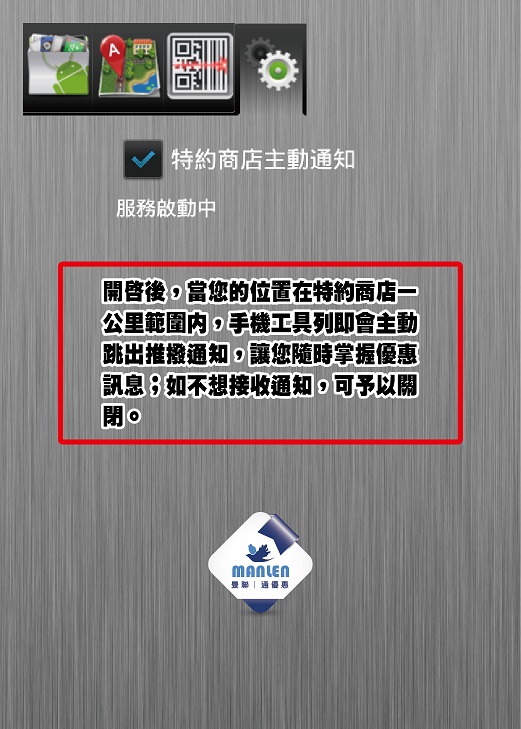 A
特約商店主動通知
服務啟動中
開啓後，當您的位置在特約商店一
公里範圍內，手機工具列即會主動
跳出推撥通知，讓您隨時掌握優惠
訊息；如不想接收通知，可予以關
閉。
MANLEN
曼聯｜通優惠